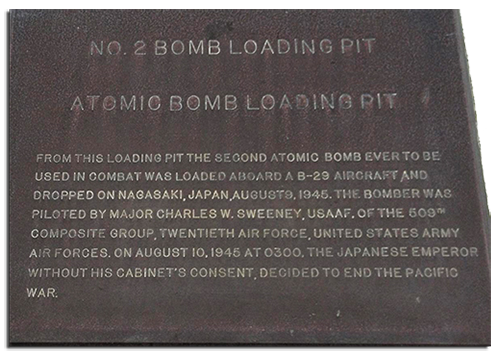 NO. 2 BOMB LOADING PIT
ATOMIC BOMB LOADING PIT
FROM THIS LOADING PIT THE SECOND ATOMIC BOMB EVER TO BE
USED IN COMBAT WAS LOADED ABOARD A B-29 AIRCRAFT AND
DROPPED ON NAGASAKI, JAPAN, AUGUST 9, 1945. THE BOMBER WAS
PILOTED BY MAJOR CHARLES W. SWEENEY, USAAF. OF THE 509TH
COMPOSITE GROUP, TWENTIETH AIR FORCE, UNITED STATES ARMY
AIR FORCES. ON AUGUST 10, 1945 AT 0300, THE JAPANESE EMPEROR
WITHOUT HIS CABINET'S CONSENT, DECIDED TO END THE PACIFIC
WAR.